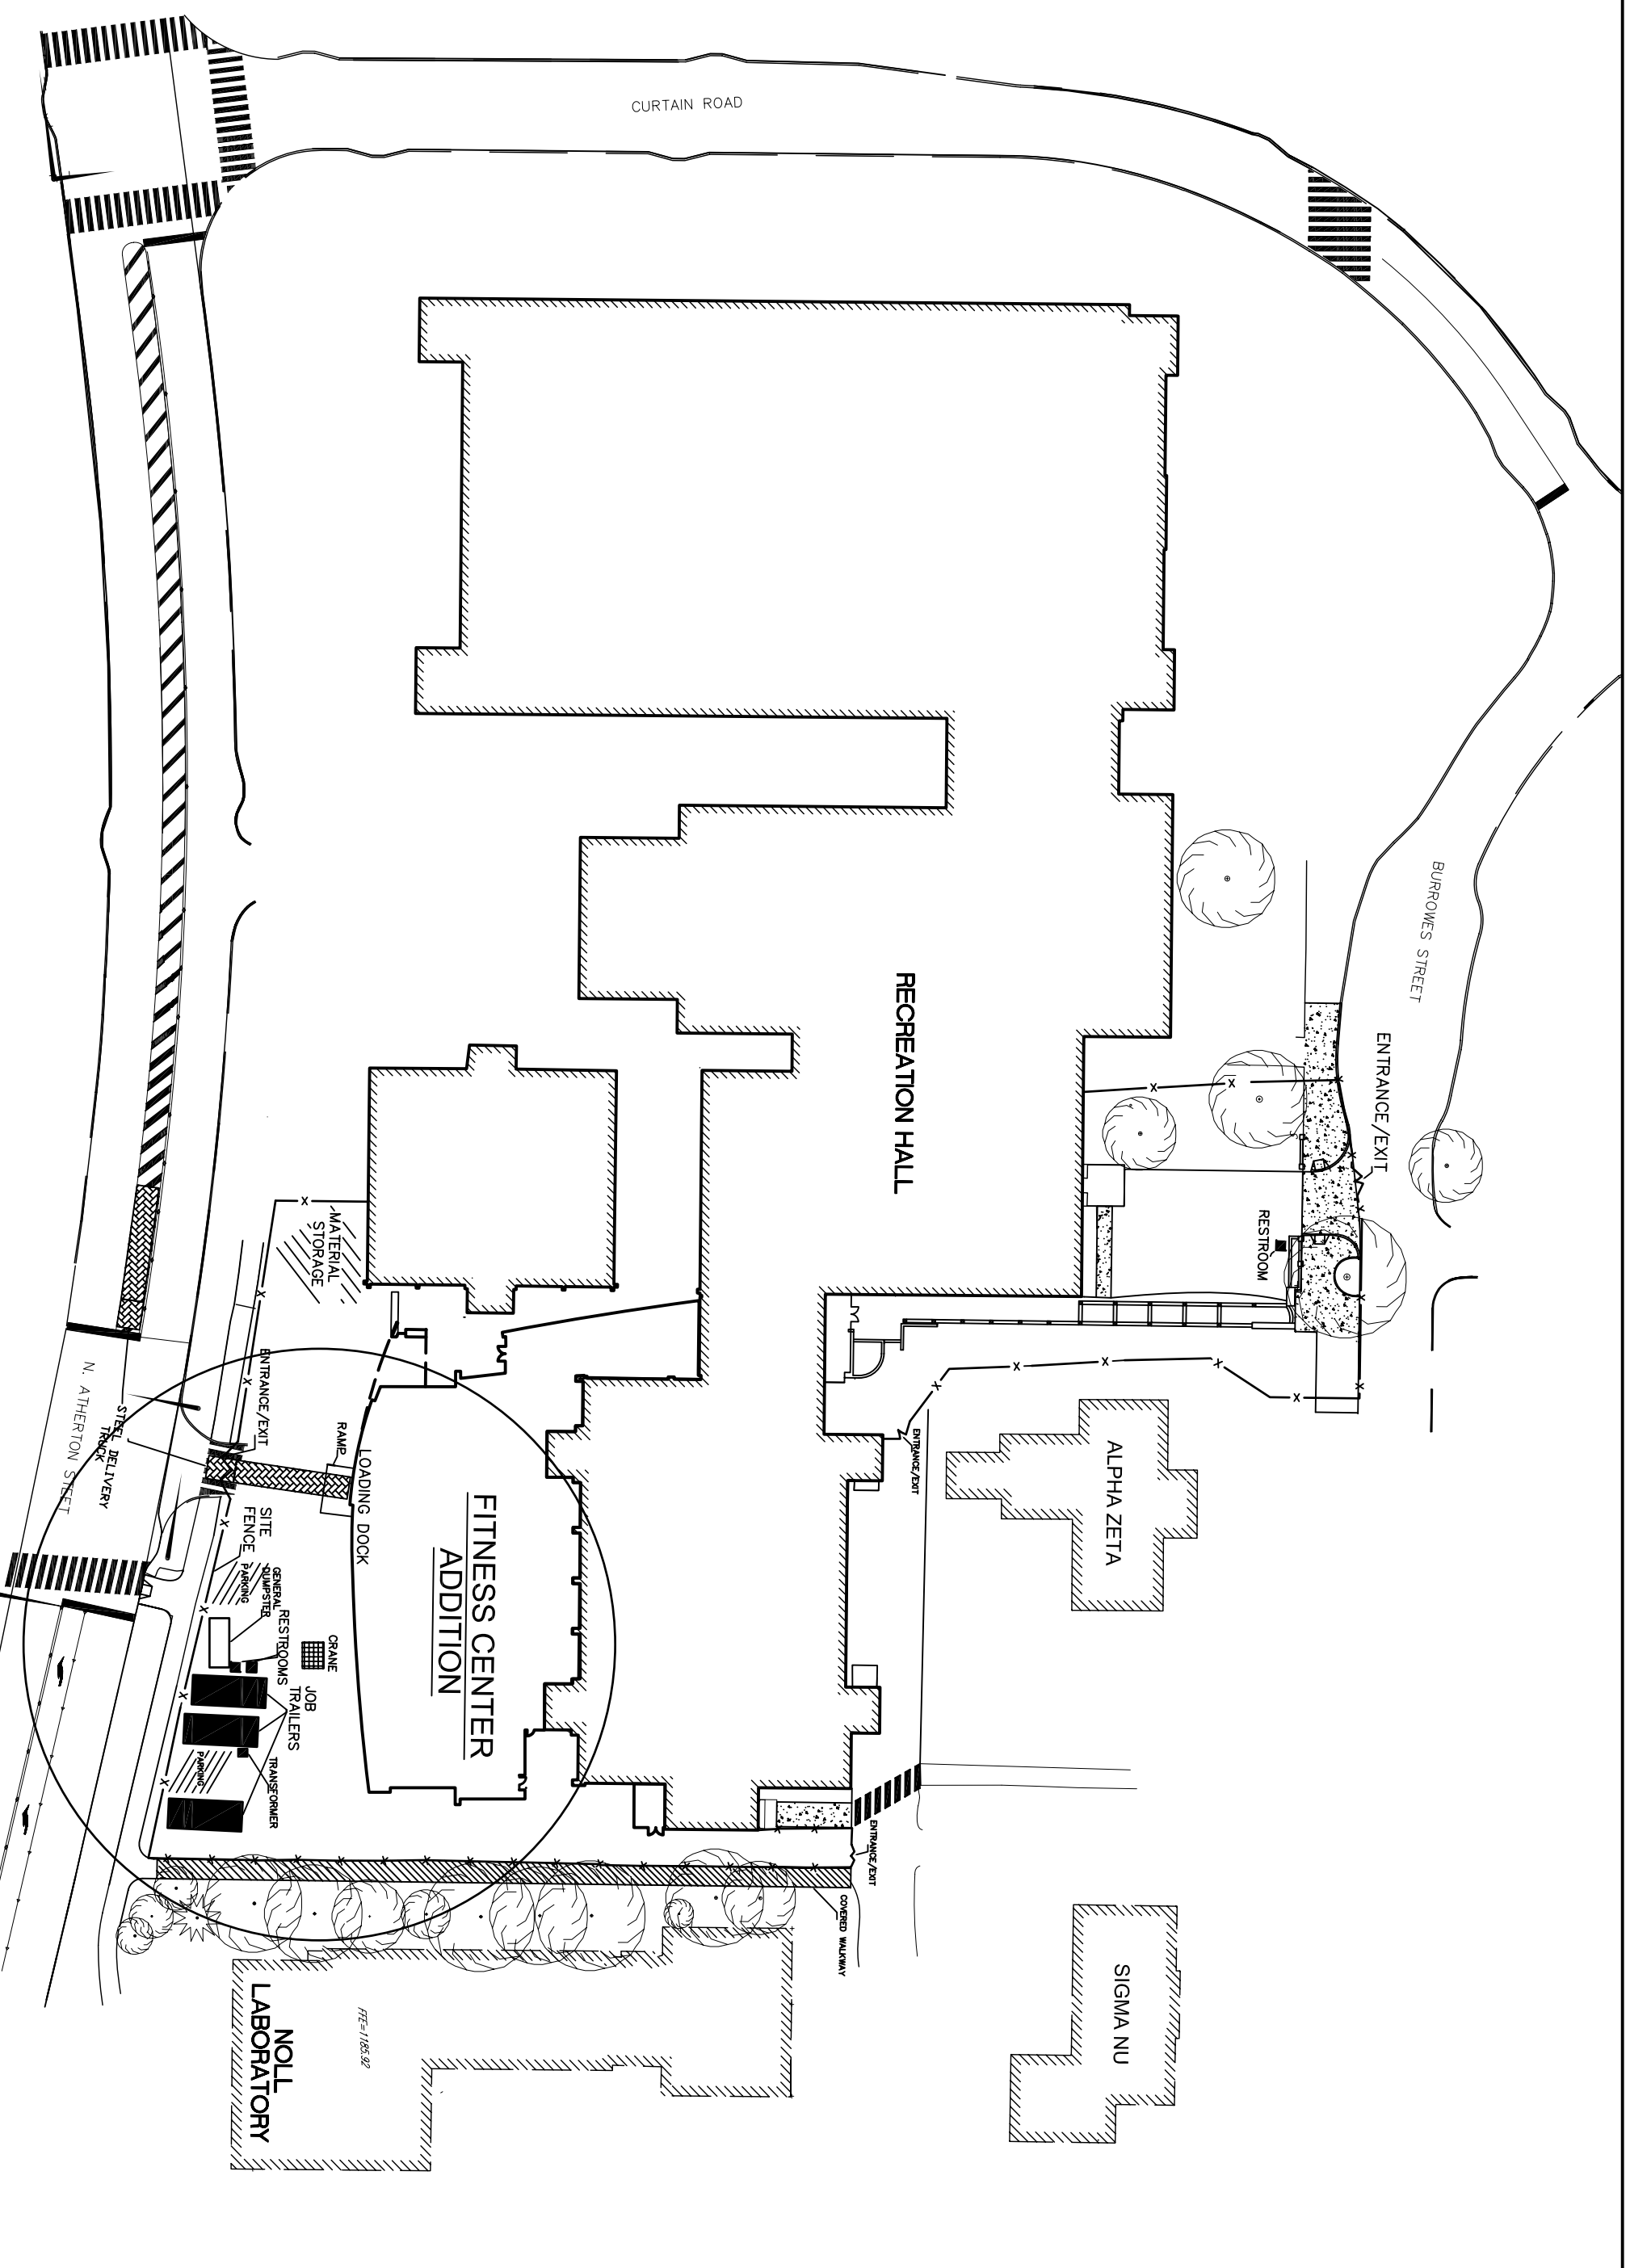 CURTAIN ROAD
BURROWES STREET
ENTRANCE/EXIT
RECREATION HALL
RESTROOM
MATERIAL
STORAGE
ENTRANCE/EXIT
N. ATHERTON STEET
STEEL DELIVERY
TRUCK
RAMP
LOADING DOCK
FITNESS CENTER
ADDITION
ENTRANCE/EXIT
ALPHA ZETA
SITE
FENCE
PARKING
GENERAL
DUMPSTER
RESTROOMS
CRANE
JOB
TRAILERS
PARKING
TRANSFORMER
ENTRANCE/EXIT
COVERED WALKWAY
SIGMA NU
FFE=1185.92
NOLL
LABORATORY